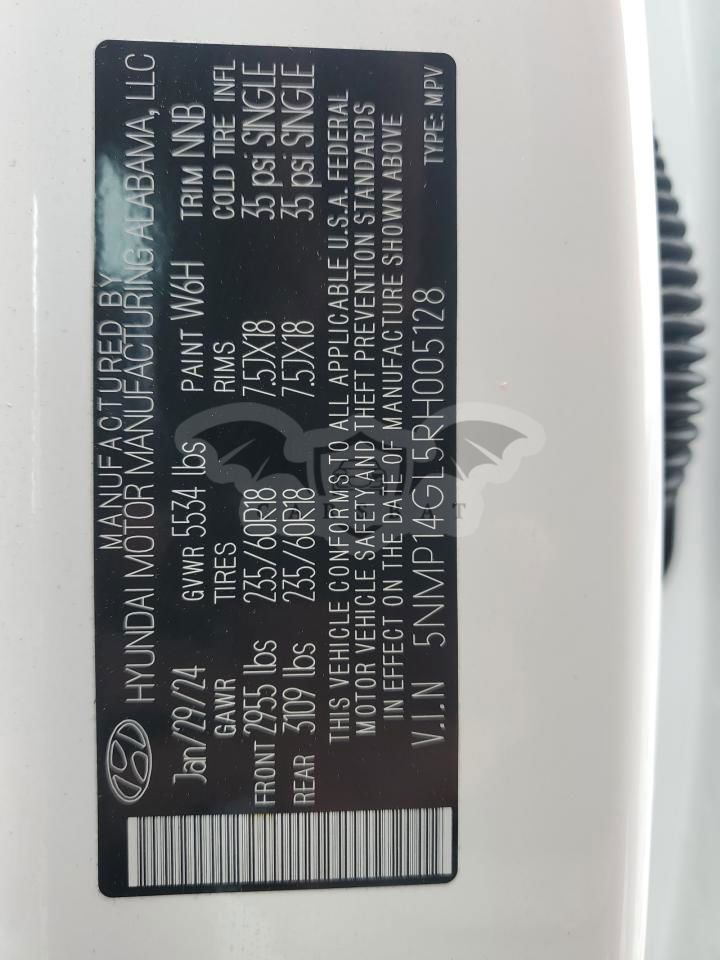 MANUFACTURED BY
HYUNDAI MOTOR MANUFACTURING ALABAMA, LLC
Jan/29/24 GVWR 5534 lbs PAINT W6H TRIM NNB
GAWR TIRES RIMS COLD TIRE INFL
FRONT 2955 lbs 235/60R18 7.5JX18 35 psi SINGLE
REAR 3109 lbs 235/60R18 7.5JX18 35 psi SINGLE
THIS VEHICLE CONFORMS TO ALL APPLICABLE U.S.A. FEDERAL
MOTOR VEHICLE SAFETY AND THEFT PREVENTION STANDARDS
IN EFFECT ON THE DATE OF MANUFACTURE SHOWN ABOVE
V.I.N 5NMP14GL5RH005128 TYPE: MPV